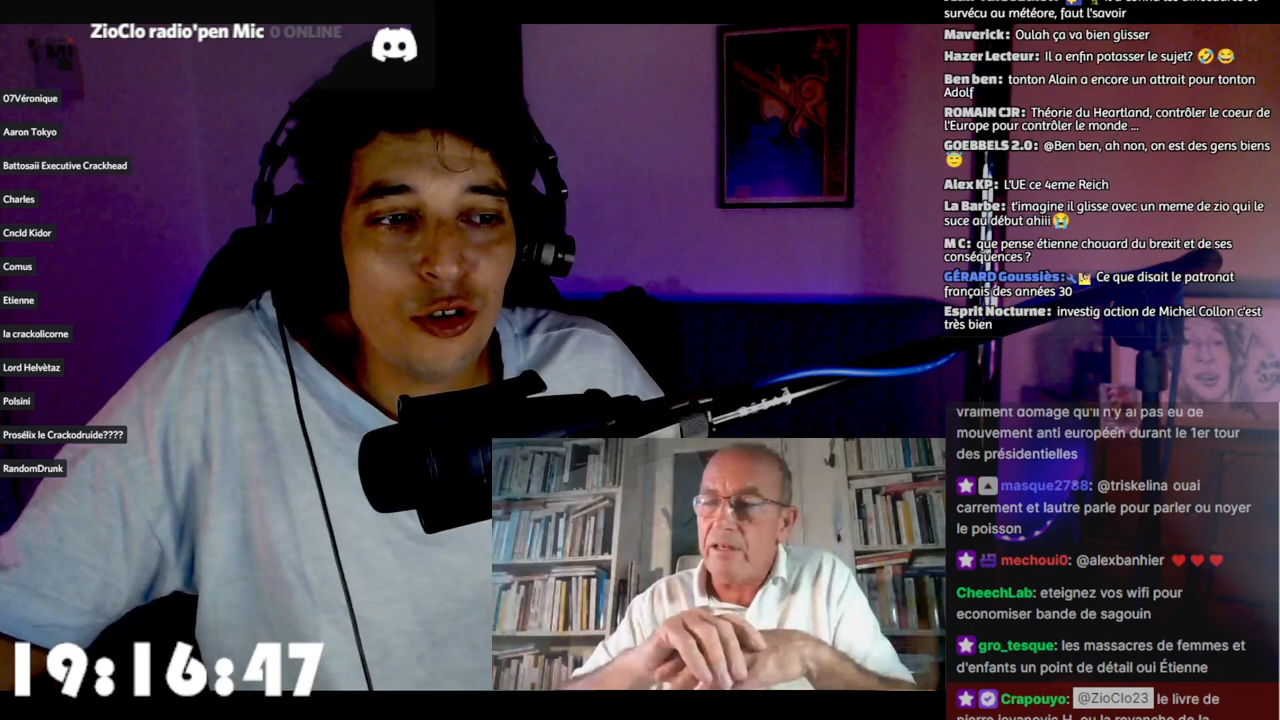 ZioClo radio'pen Mic 0 ONLINE
07Véronique
Aaron Tokyo
Battosaii Executive Crackhead
Charles
Cncld Kidor
Comus
Etienne
la crackolicorne
Lord Helvètaz
Polsini
Prosélix le Crackodruide????
RandomDrunk
19:16:47
survécu au météore, faut l'savoir
Maverick: Oulah ça va bien glisser
Hazer Lecteur: Il a enfin potasser le sujet? 🤣 😂
Ben ben: tonton Alain a encore un attrait pour tonton
Adolf
ROMAIN CJR: Théorie du Heartland, contrôler le coeur de
l'Europe pour contrôler le monde ...
GOEBBELS 2.0: @Ben ben, ah non, on est des gens biens
😇
Alex KP: L'UE ce 4eme Reich
La Barbe: t'imagine il glisse avec un meme de zio qui le
suce au début ahiii😭
M C: que pense étienne chouard du brexit et de ses
conséquences ?
GÉRARD Goussiès: Ce que disait le patronat
français des années 30
Esprit Nocturne: investig action de Michel Collon c'est
très bien
vraiment domage qu'il n'y ai pas eu de
mouvement anti européen durant le 1er tour
des présidentielles
masque2788: @triskelina ouai
carrement et lautre parle pour parler ou noyer
le poisson
mechoui0: @alexbanhier ♥ ♥ ♥
CheechLab: eteignez vos wifi pour
economiser bande de sagouin
gro_tesque: les massacres de femmes et
d'enfants un point de détail oui Étienne
Crapouyo: @ZioClo23 le livre de